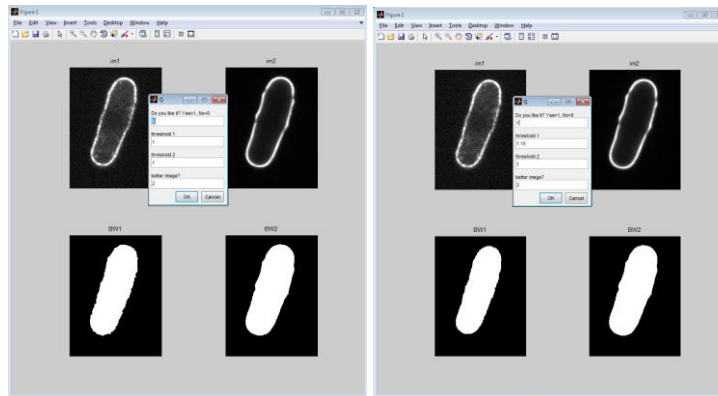 Figure 1
File Edit View Insert Tools Desktop Window Help
im1
im2
Q
Do you like it? Yes=1, No=0
threshold 1
1
threshold 2
1
better image?
2
OK Cancel
BW1
BW2
Figure 1
File Edit View Insert Tools Desktop Window Help
im1
im2
Q
Do you like it? Yes=1, No=0
threshold 1
1.15
threshold 2
1
better image?
2
OK Cancel
BW1
BW2